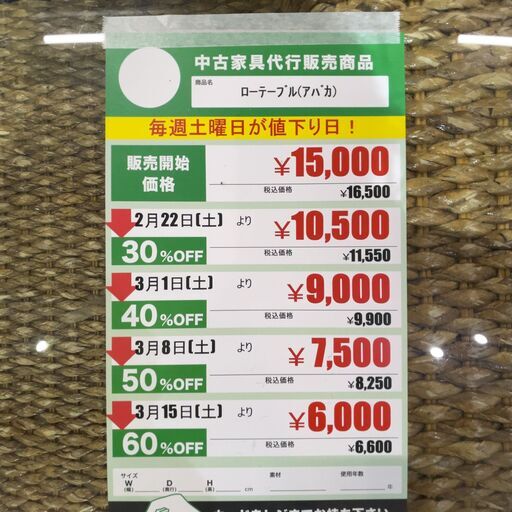 中古家具代行販売商品
商品名
ローテーブル(アバカ)
毎週土曜日が値下り日!
販売開始
価格
¥15,000
税込価格 ¥16,500
2月22日(土) より
30%OFF
¥10,500
税込価格 ¥11,550
3月1日(土) より
40%OFF
¥9,000
税込価格 ¥9,900
3月8日(土) より
50%OFF
¥7,500
税込価格 ¥8,250
3月15日(土) より
60%OFF
¥6,000
税込価格 ¥6,600
サイズ 素材 使用年数
W D H cm 年
(幅) (奥行) (高)